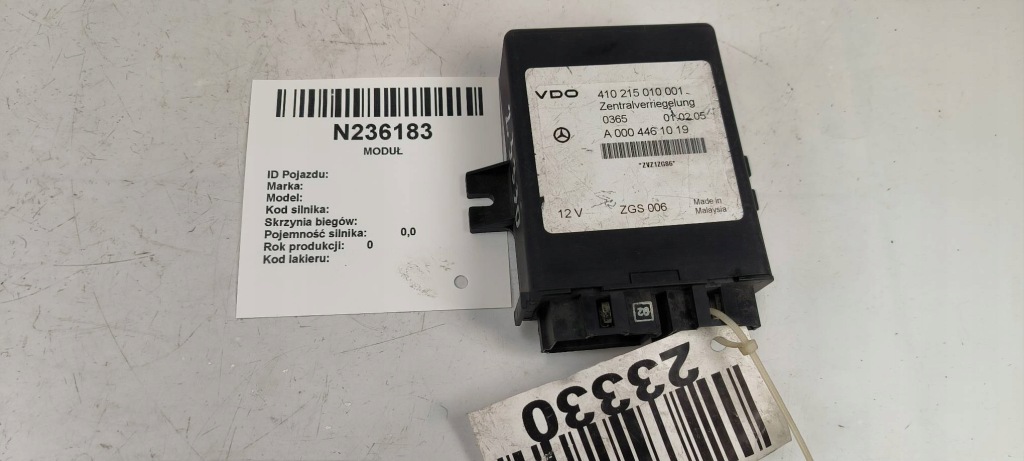 N236183
MODUŁ
ID Pojazdu:
Marka:
Model:
Kod silnika:
Skrzynia biegów:
Pojemność silnika: 0,0
Rok produkcji: 0
Kod lakieru:
VDO 410 215 010 001
Zentralverriegelung
0365 01.02.05
A 000 446 10 19
*ZVZ1ZG86*
12 V ZGS 006 Made in
Malaysia
02
23330